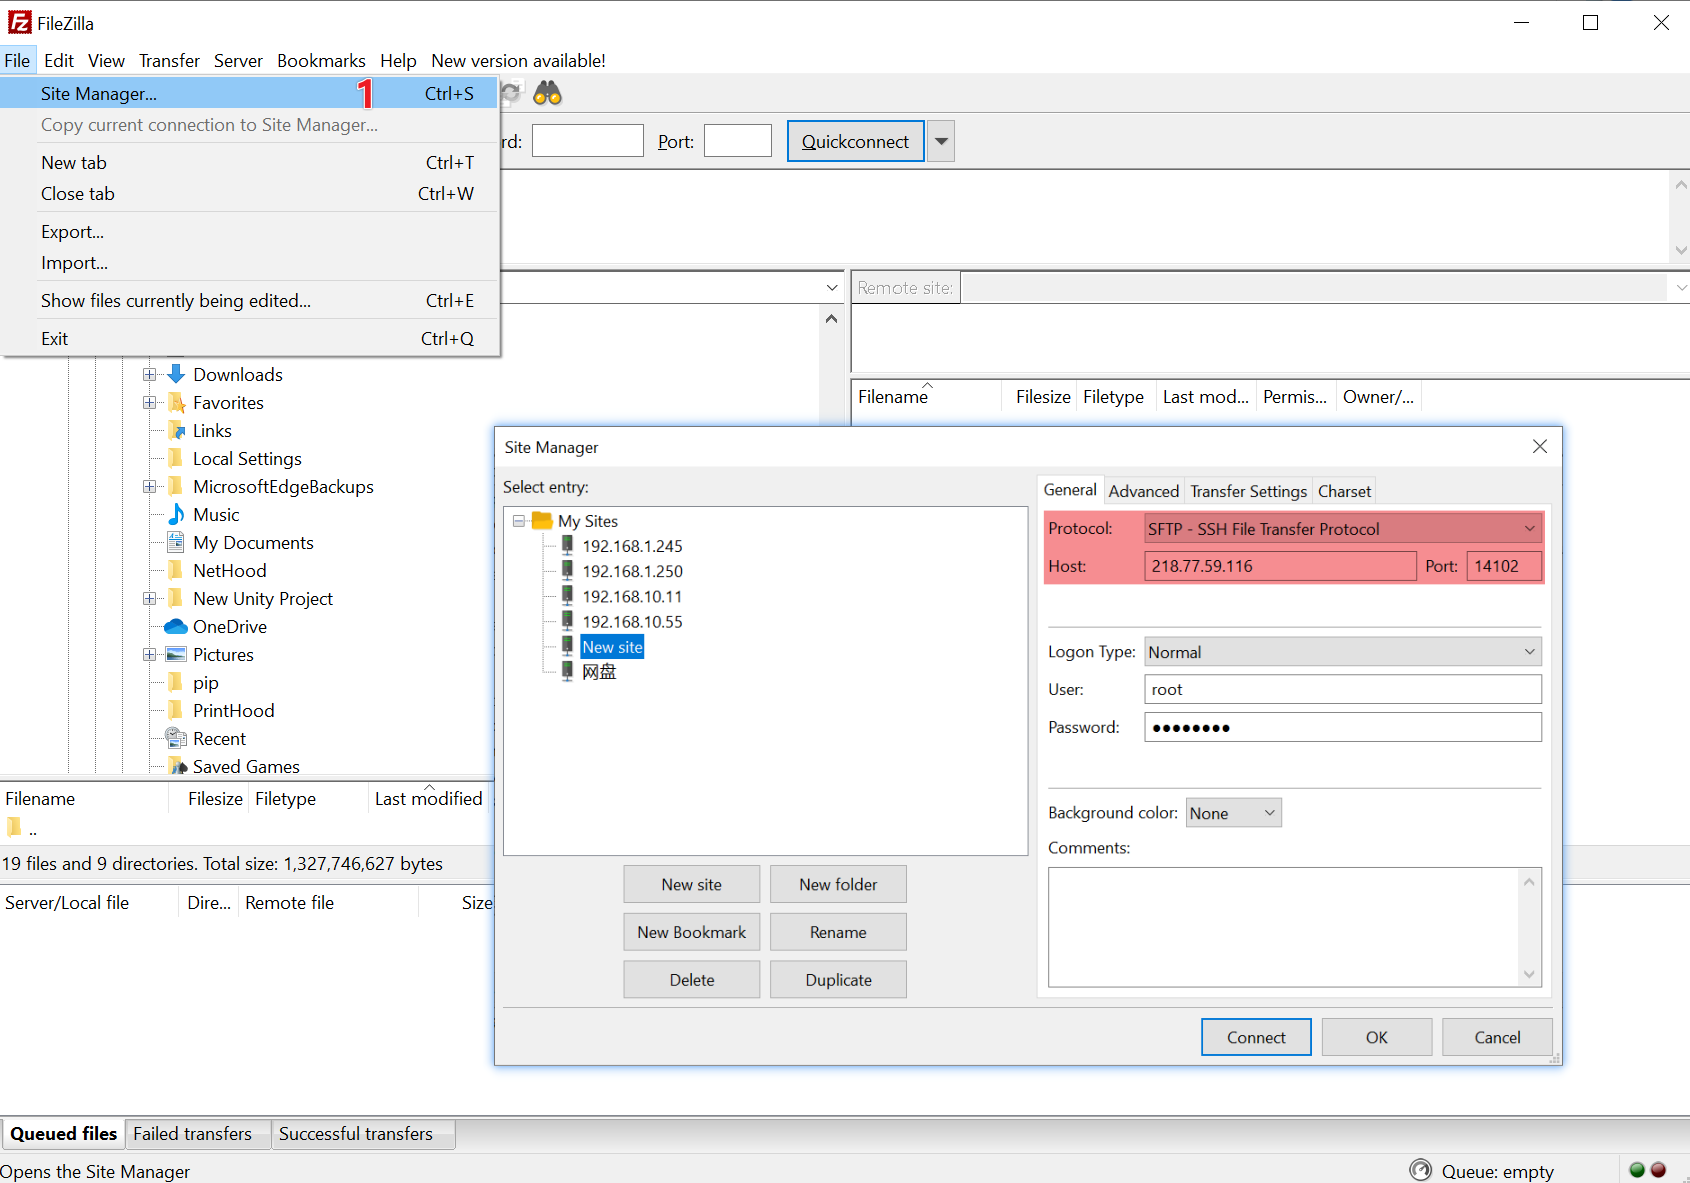 FileZilla
File Edit View Transfer Server Bookmarks Help New version available!
Site Manager... 1 Ctrl+S
Copy current connection to Site Manager...
rd: Port: Quickconnect
New tab Ctrl+T
Close tab Ctrl+W
Export...
Import...
Show files currently being edited... Ctrl+E
Exit Ctrl+Q
Remote site:
Filename Filesize Filetype Last mod... Permis... Owner/...
Downloads
Favorites
Links
Local Settings
MicrosoftEdgeBackups
Music
My Documents
NetHood
New Unity Project
OneDrive
Pictures
pip
PrintHood
Recent
Saved Games
Filename Filesize Filetype Last modified
..
19 files and 9 directories. Total size: 1,327,746,627 bytes
Server/Local file Dire... Remote file Size
Site Manager
Select entry:
My Sites
192.168.1.245
192.168.1.250
192.168.10.11
192.168.10.55
New site
网盘
New site New folder
New Bookmark Rename
Delete Duplicate
General Advanced Transfer Settings Charset
Protocol: SFTP - SSH File Transfer Protocol
Host: 218.77.59.116 Port: 14102
Logon Type: Normal
User: root
Password: ●●●●●●●●
Background color: None
Comments:
Connect OK Cancel
Queued files Failed transfers Successful transfers
Opens the Site Manager Queue: empty